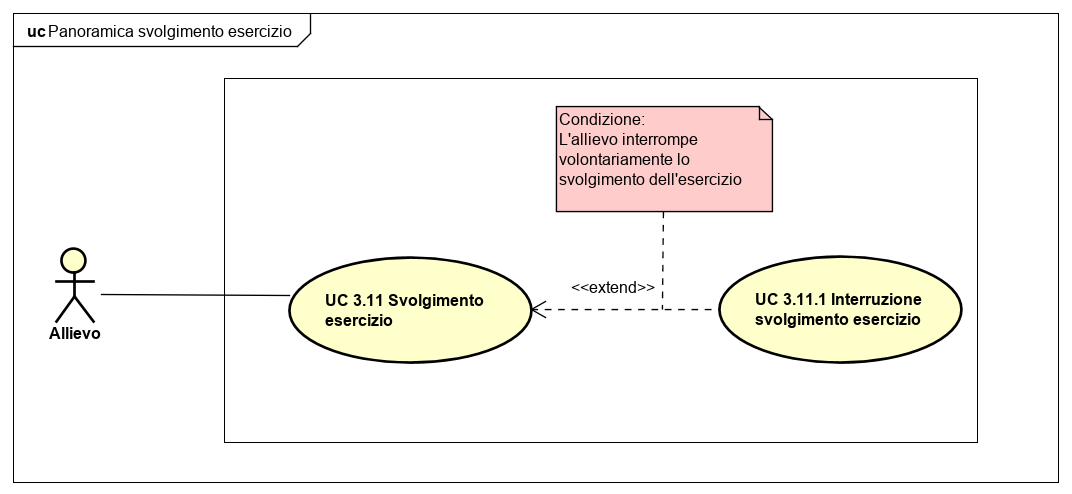 uc Panoramica svolgimento esercizio
Condizione:
L'allievo interrompe
volontariamente lo
svolgimento dell'esercizio
<<extend>>
UC 3.11 Svolgimento
esercizio
UC 3.11.1 Interruzione
svolgimento esercizio
Allievo